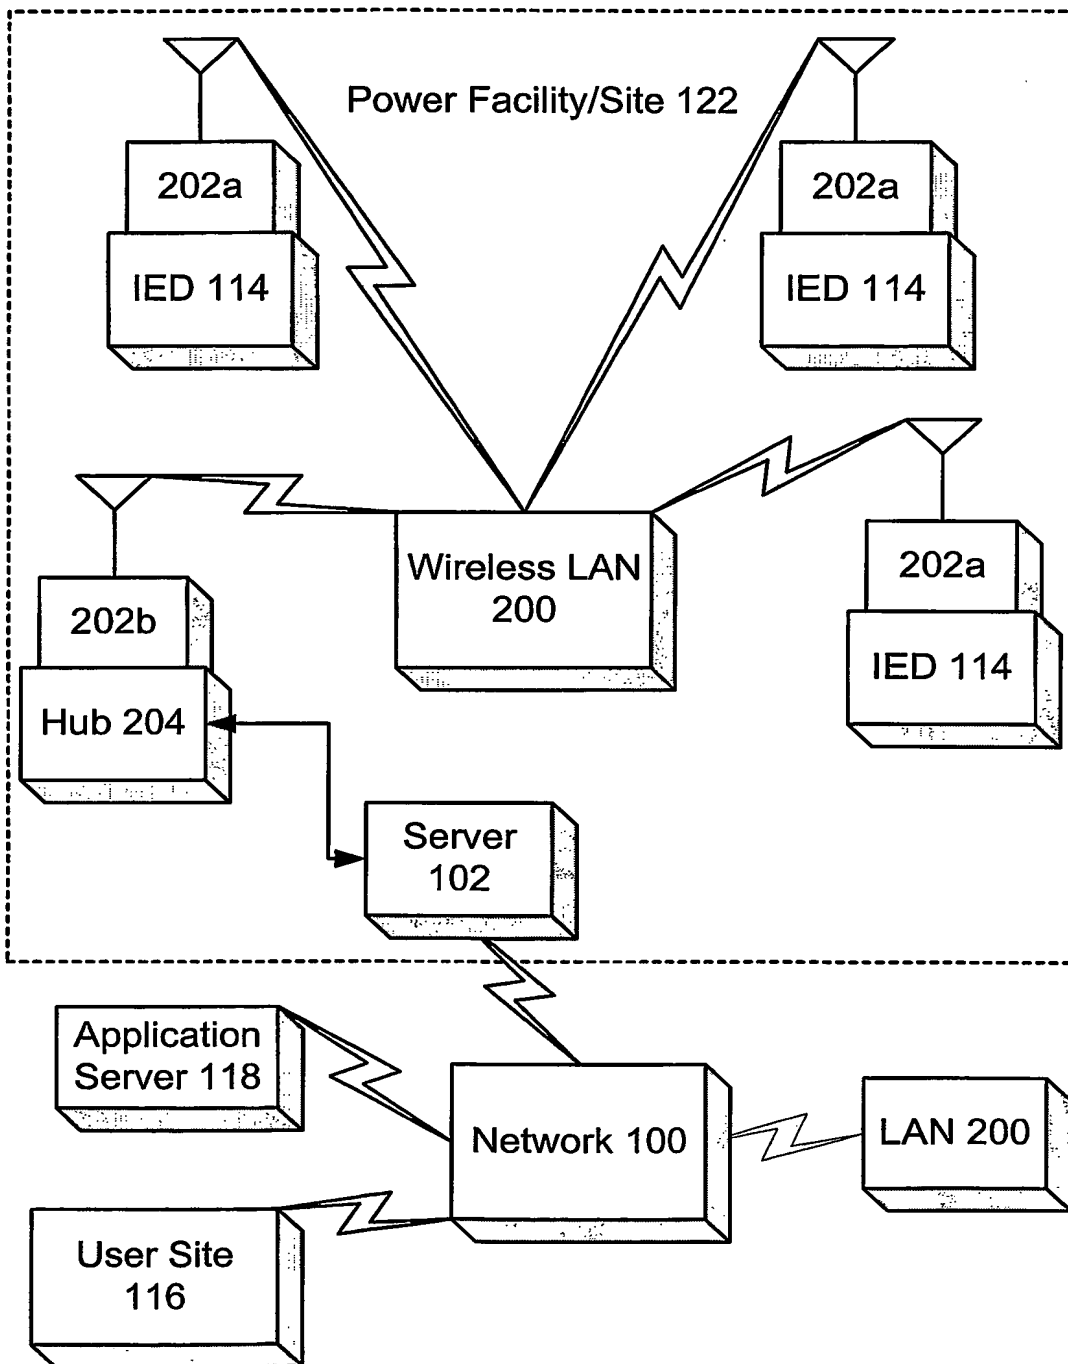 Power Facility/Site 122
202a
IED 114
202a
IED 114
202a
IED 114
Wireless LAN
200
202b
Hub 204
Server
102
Application
Server 118
Network 100
LAN 200
User Site
116